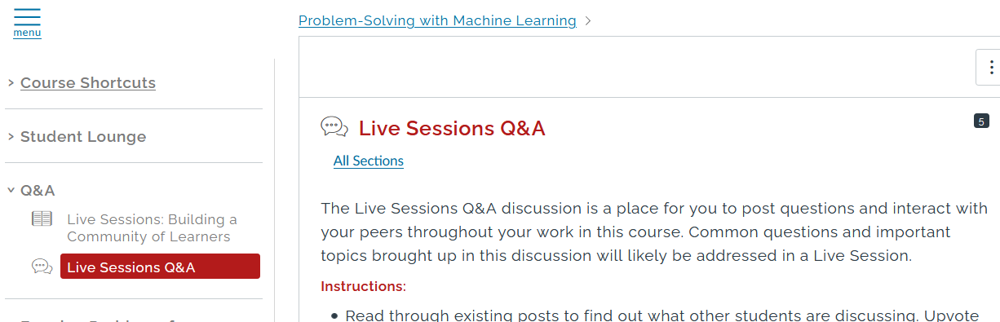 menu
Problem-Solving with Machine Learning
Course Shortcuts
Student Lounge
Q&A
Live Sessions: Building a
Community of Learners
Live Sessions Q&A
Live Sessions Q&A
5
All Sections
The Live Sessions Q&A discussion is a place for you to post questions and interact with
your peers throughout your work in this course. Common questions and important
topics brought up in this discussion will likely be addressed in a Live Session.
Instructions:
• Read through existing posts to find out what other students are discussing. Upvote